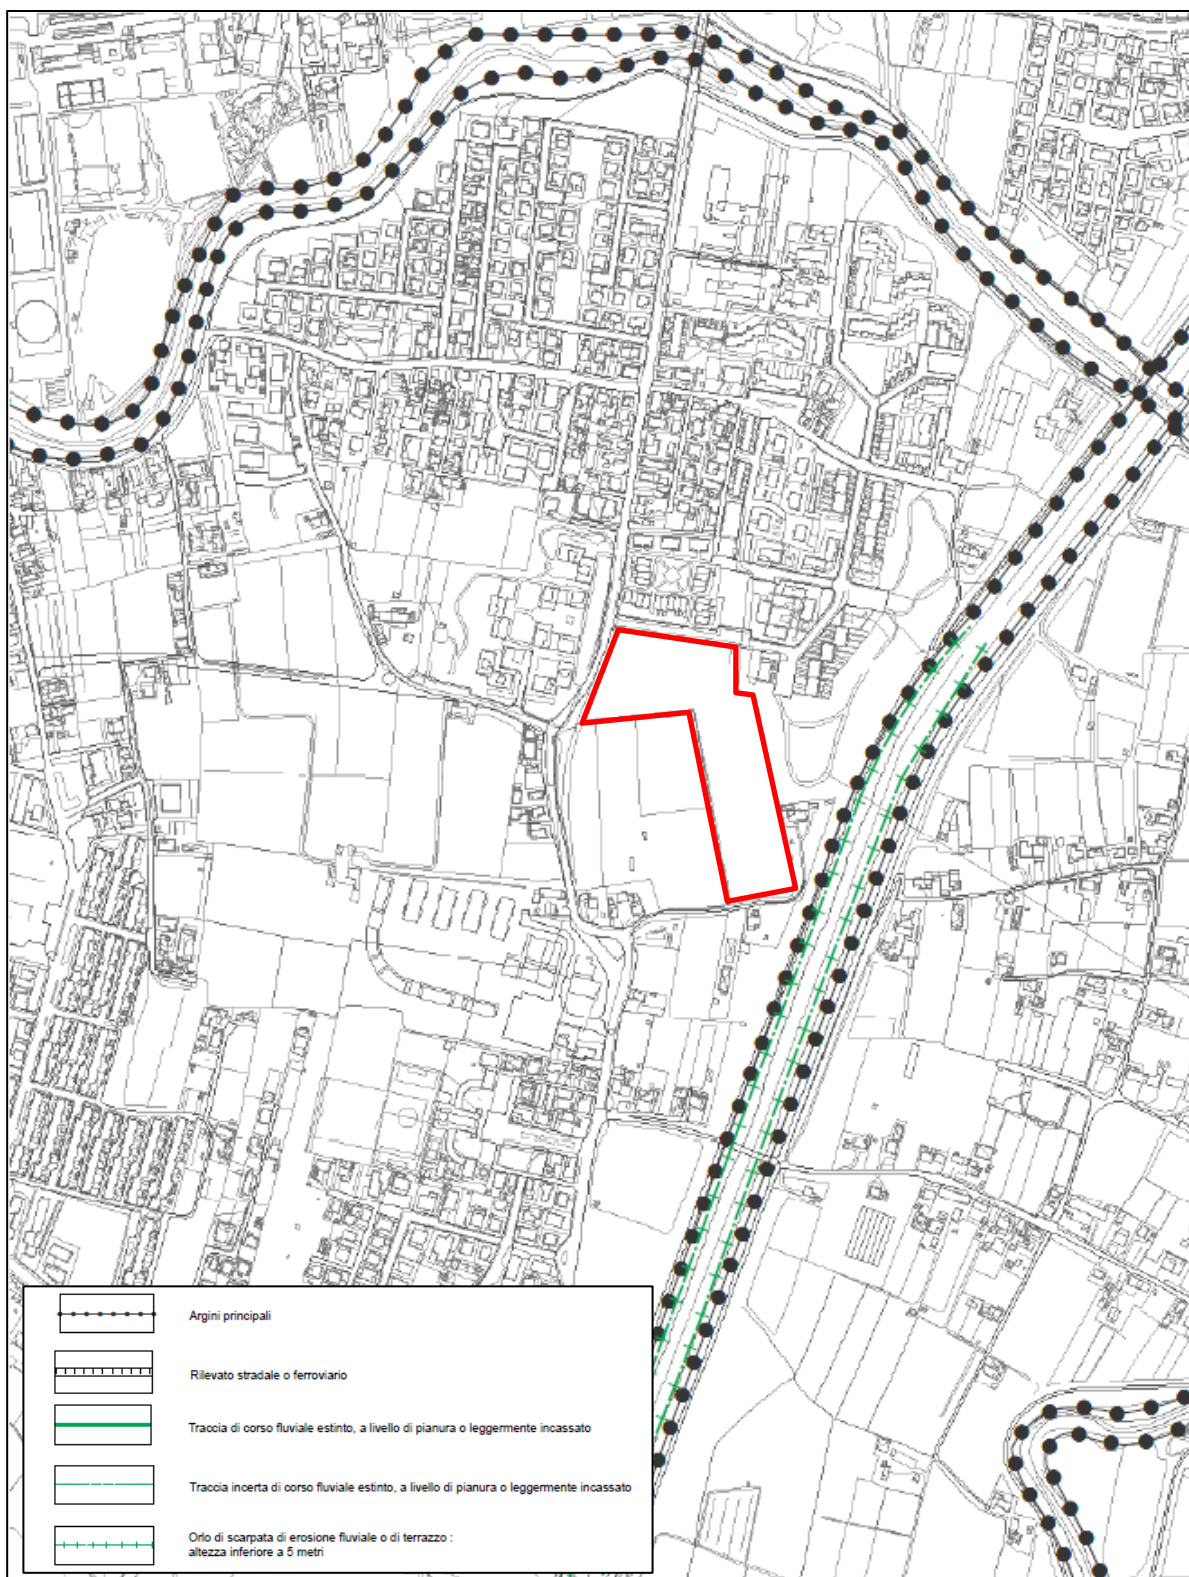 Argini principali
Rilevato stradale o ferroviario
Traccia di corso fluviale estinto, a livello di pianura o leggermente incassato
Traccia incerta di corso fluviale estinto, a livello di pianura o leggermente incassato
Orlo di scarpata di erosione fluviale o di terrazzo :
altezza inferiore a 5 metri